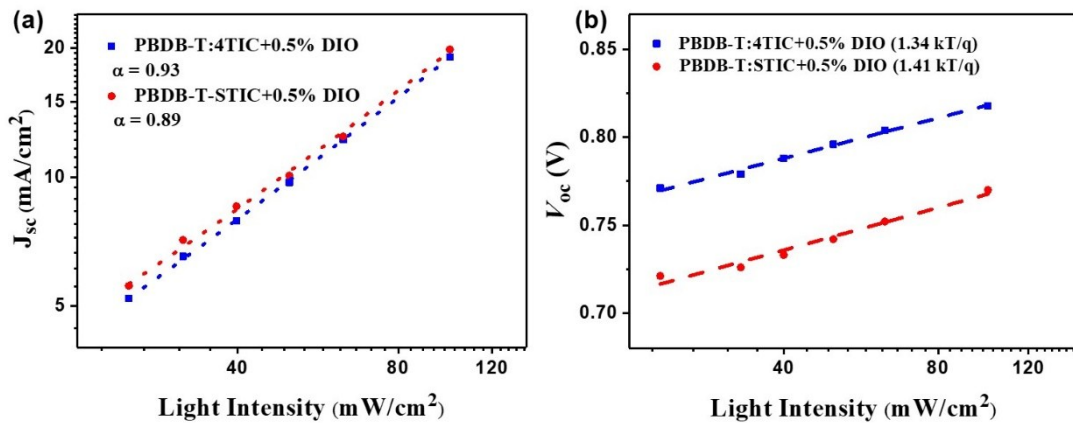 (a)
PBDB-T:4TIC+0.5% DIO
α = 0.93
PBDB-T-STIC+0.5% DIO
α = 0.89
20
15
10
5
J_sc (mA/cm²)
40 80 120
Light Intensity (mW/cm²)
(b)
PBDB-T:4TIC+0.5% DIO (1.34 kT/q)
PBDB-T:STIC+0.5% DIO (1.41 kT/q)
0.85
0.80
0.75
0.70
V_oc (V)
40 80 120
Light Intensity (mW/cm²)